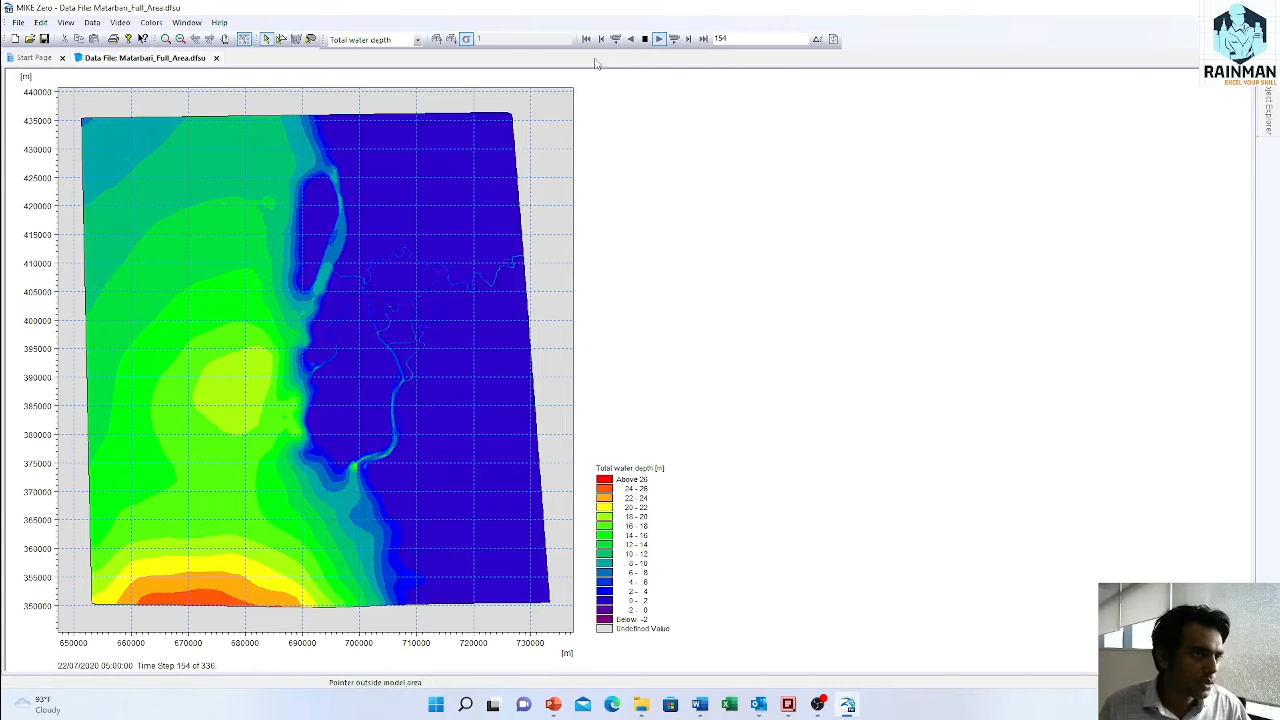 MIKE Zero - Data File: Matarbari_Full_Area.dfsu
File Edit View Data Video Colors Window Help
Total water depth 1 154
Start Page Data File: Matarbari_Full_Area.dfsu
RAINMAN
EXCEL YOUR SKILL
[m]
440000
435000
430000
425000
420000
415000
410000
405000
400000
395000
390000
385000
380000
375000
370000
365000
360000
355000
350000
650000 660000 670000 680000 690000 700000 710000 720000 730000
[m]
Total water depth [m]
Above 26
24 - 26
22 - 24
20 - 22
18 - 20
16 - 18
14 - 16
12 - 14
10 - 12
8 - 10
6 - 8
4 - 6
2 - 4
0 - 2
-2 - 0
Below -2
Undefined Value
22/07/2020 05:00:00 Time Step 154 of 336.
Pointer outside model area
93°F
Cloudy